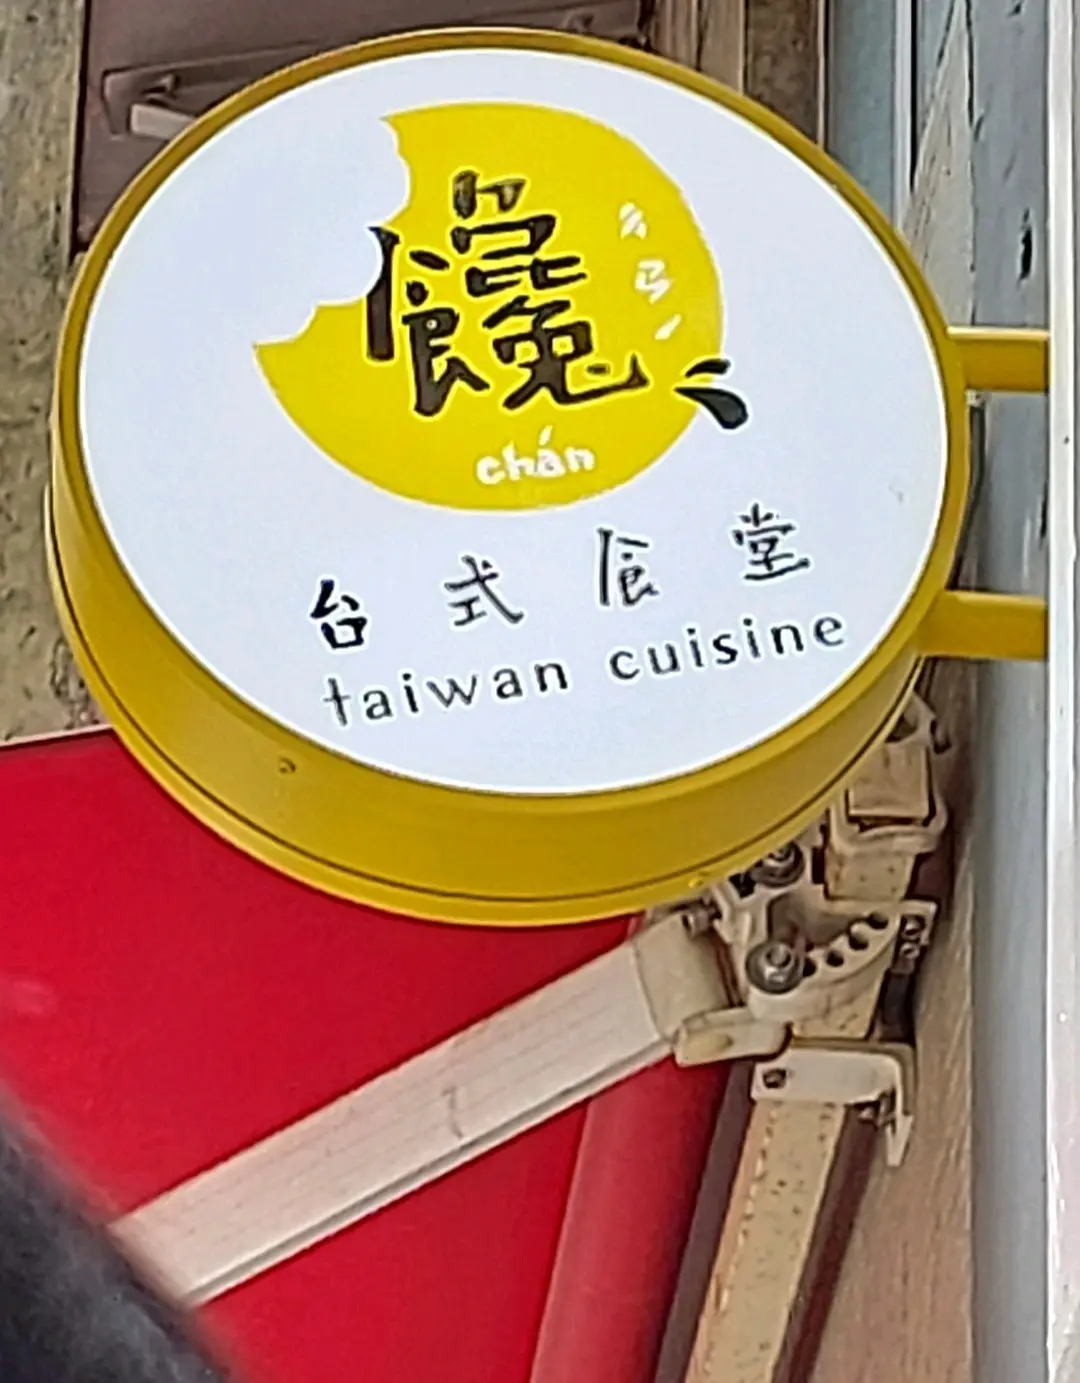 饞
ㄔㄢˊ
chán
台式食堂
taiwan cuisine